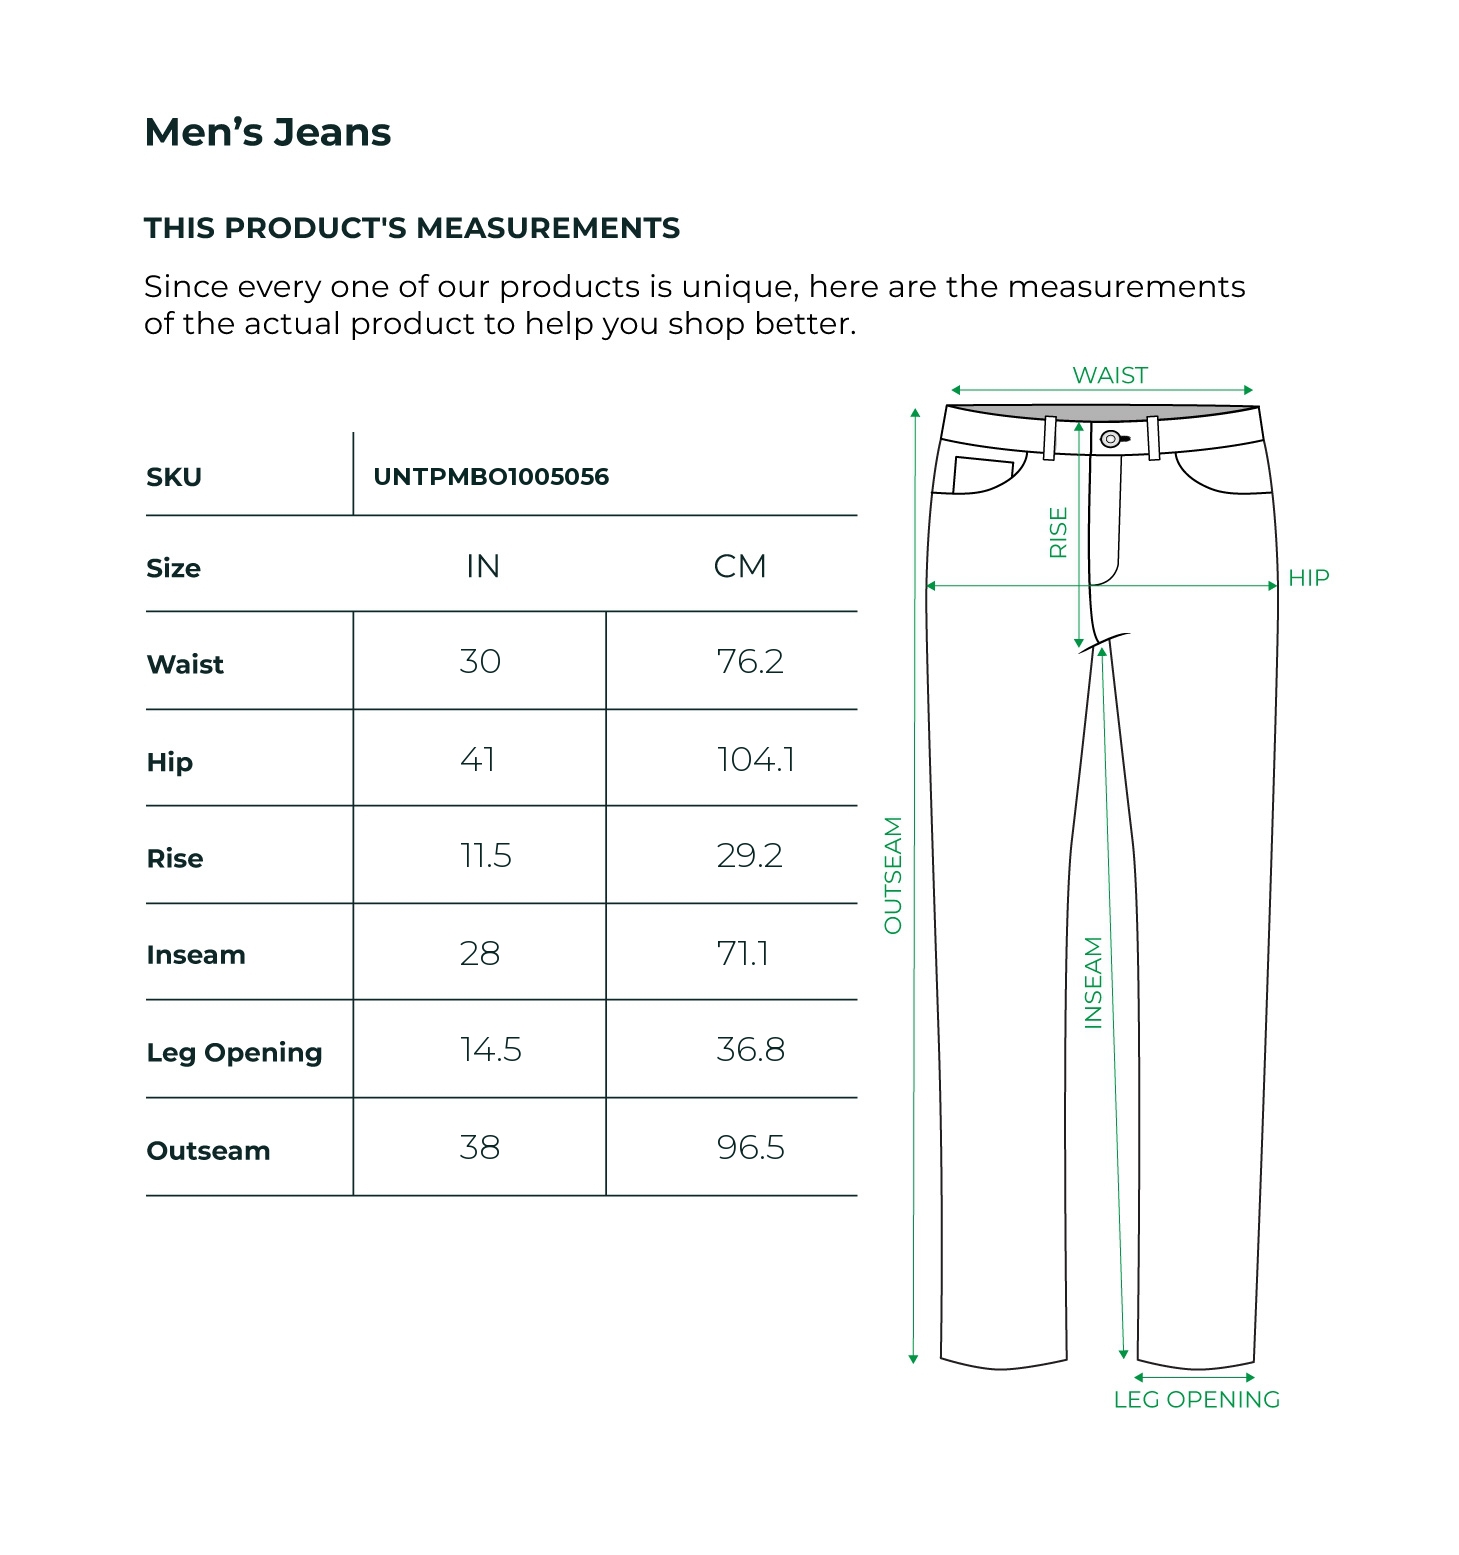 Men’s Jeans
THIS PRODUCT'S MEASUREMENTS
Since every one of our products is unique, here are the measurements
of the actual product to help you shop better.
SKU UNTPMBO1005056
Size IN CM
Waist 30 76.2
Hip 41 104.1
Rise 11.5 29.2
Inseam 28 71.1
Leg Opening 14.5 36.8
Outseam 38 96.5
WAIST
RISE
HIP
OUTSEAM
INSEAM
LEG OPENING